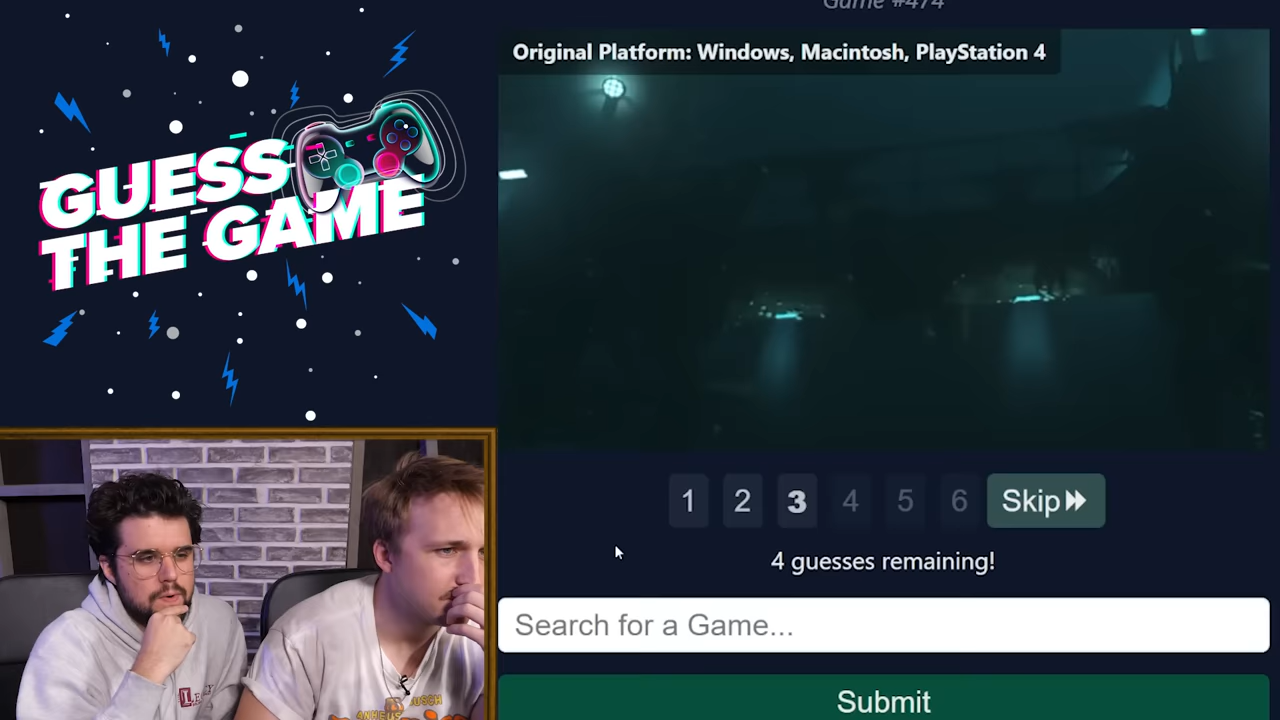 Game #474
Original Platform: Windows, Macintosh, PlayStation 4
GUESS
THE GAME
1 2 3 4 5 6 Skip
4 guesses remaining!
Search for a Game...
Submit
BUSCH